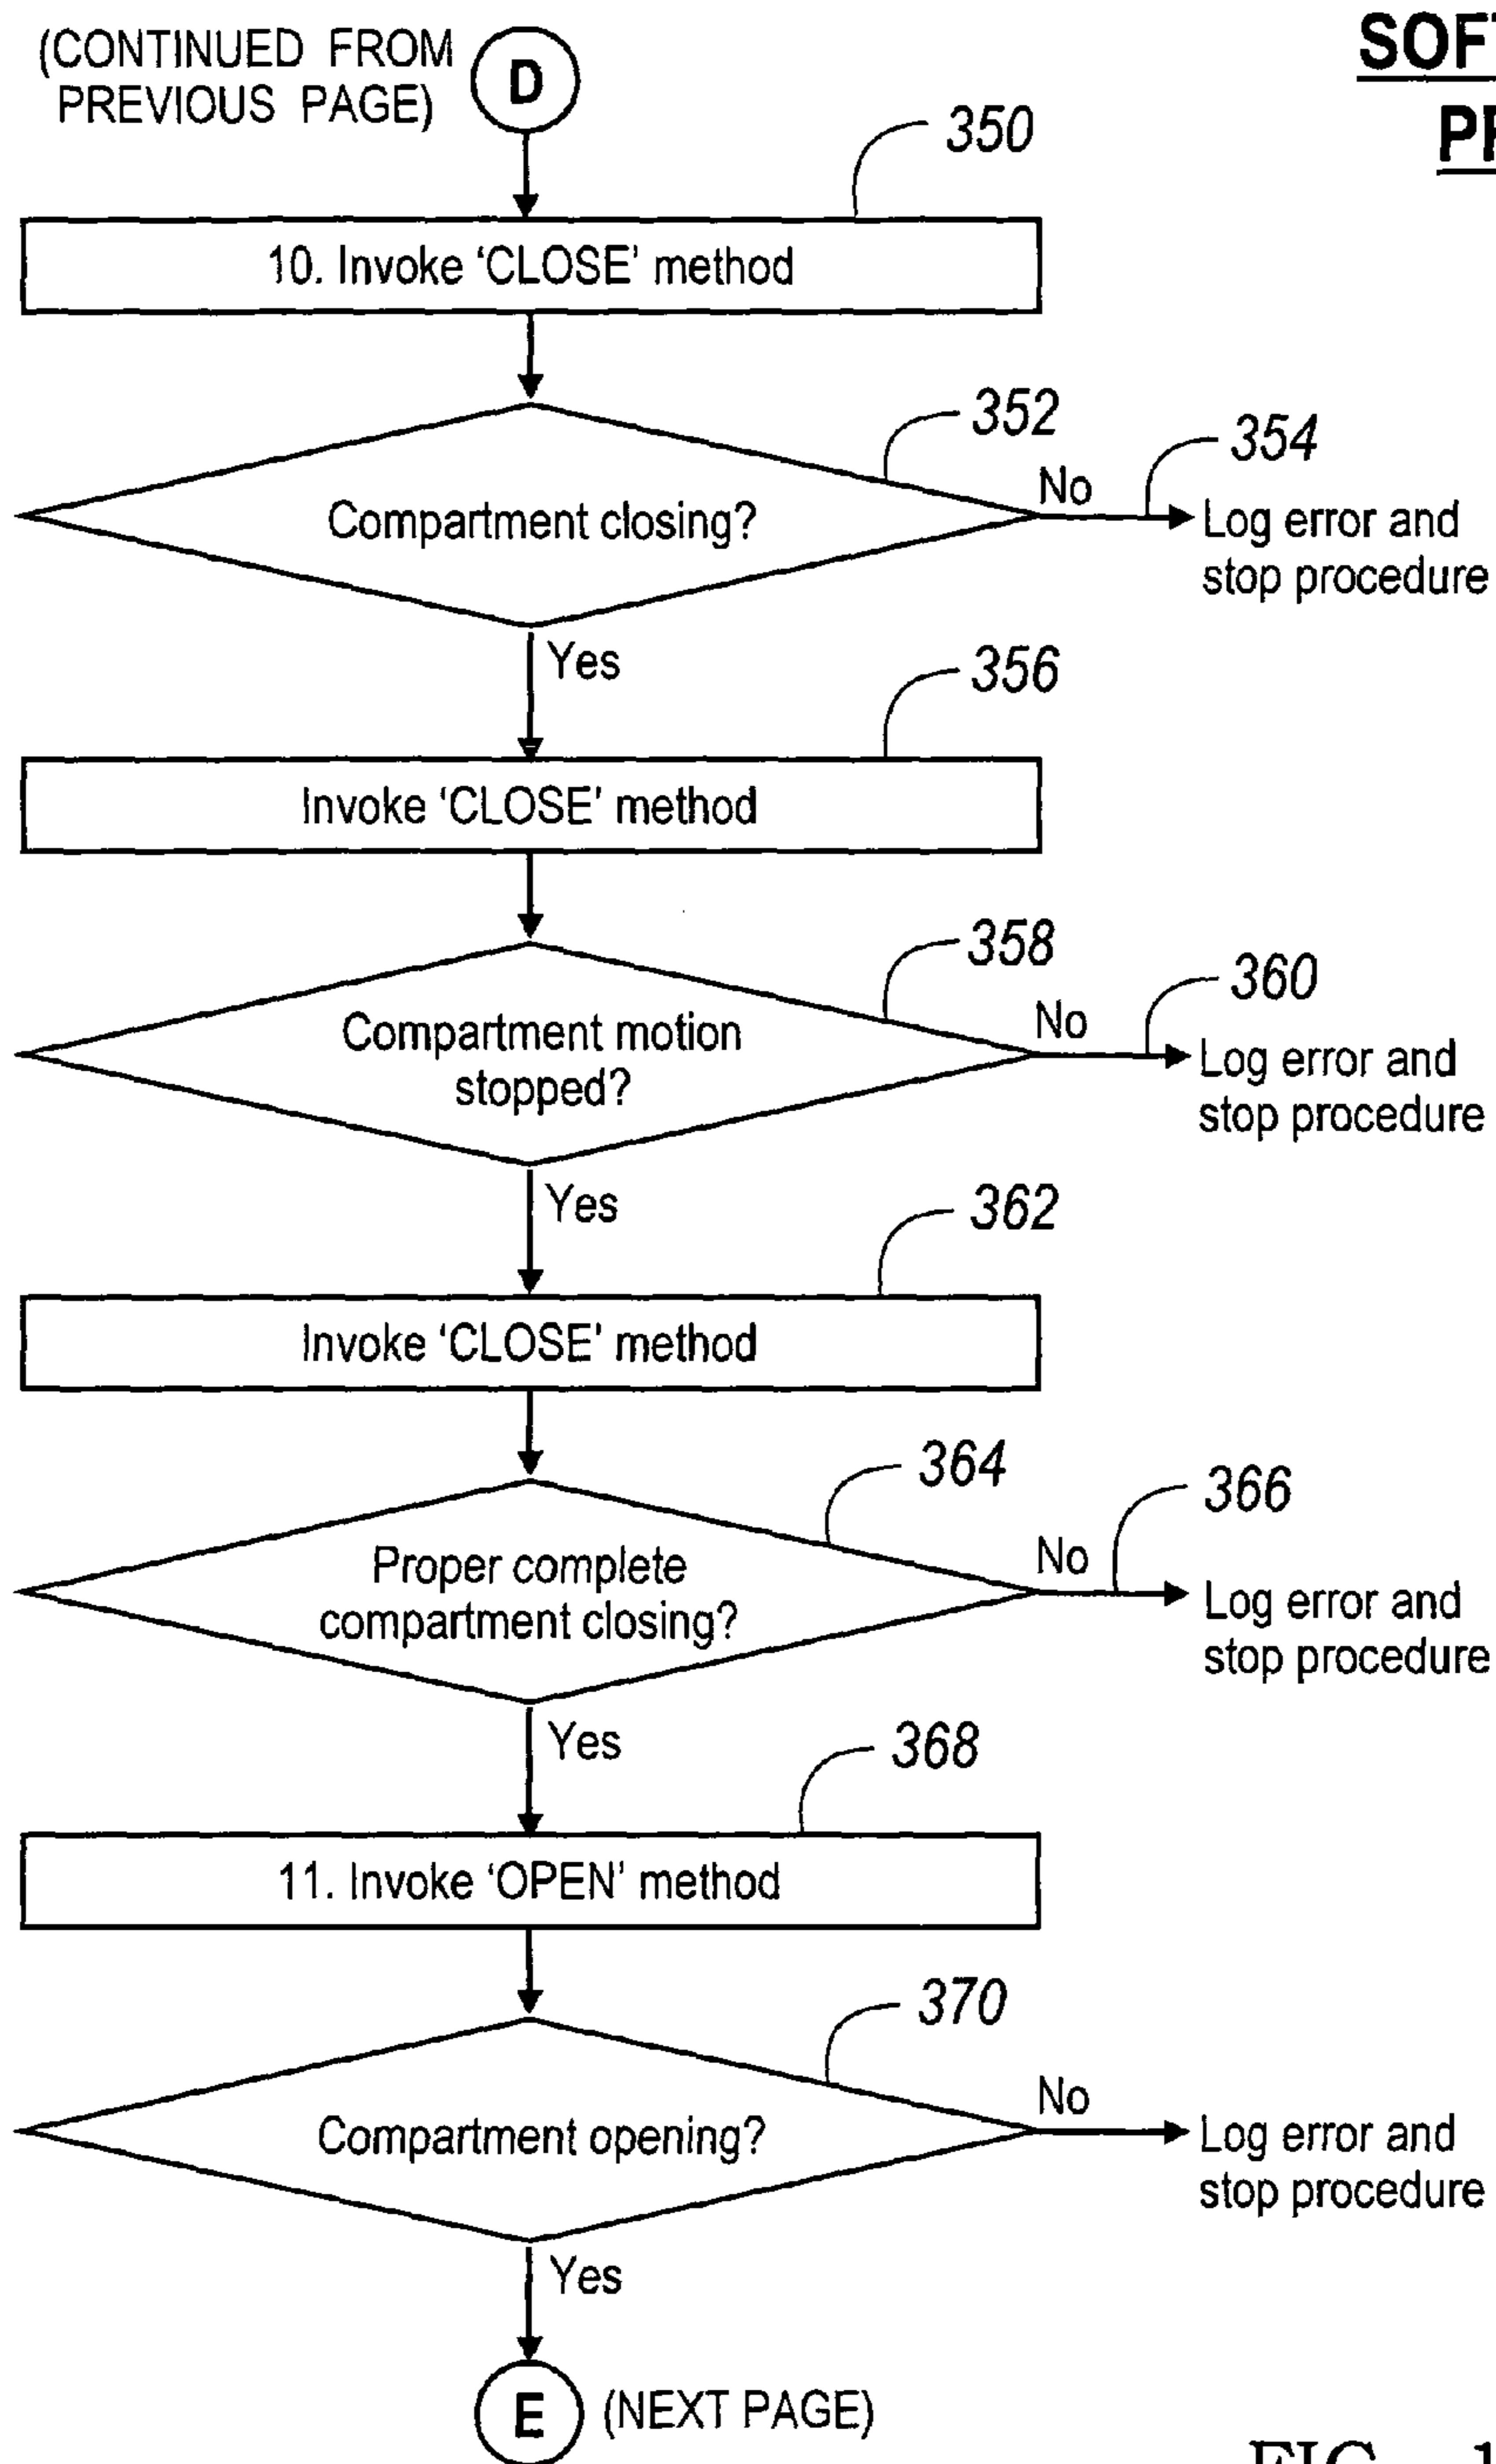 (CONTINUED FROM
PREVIOUS PAGE)
D
350
10. Invoke ‘CLOSE’ method
352
354
Compartment closing?
No
Log error and
stop procedure
Yes
356
Invoke ‘CLOSE’ method
358
360
Compartment motion
stopped?
No
Log error and
stop procedure
Yes
362
Invoke ‘CLOSE’ method
364
366
Proper complete
compartment closing?
No
Log error and
stop procedure
Yes
368
11. Invoke ‘OPEN’ method
370
Compartment opening?
No
Log error and
stop procedure
Yes
E
(NEXT PAGE)